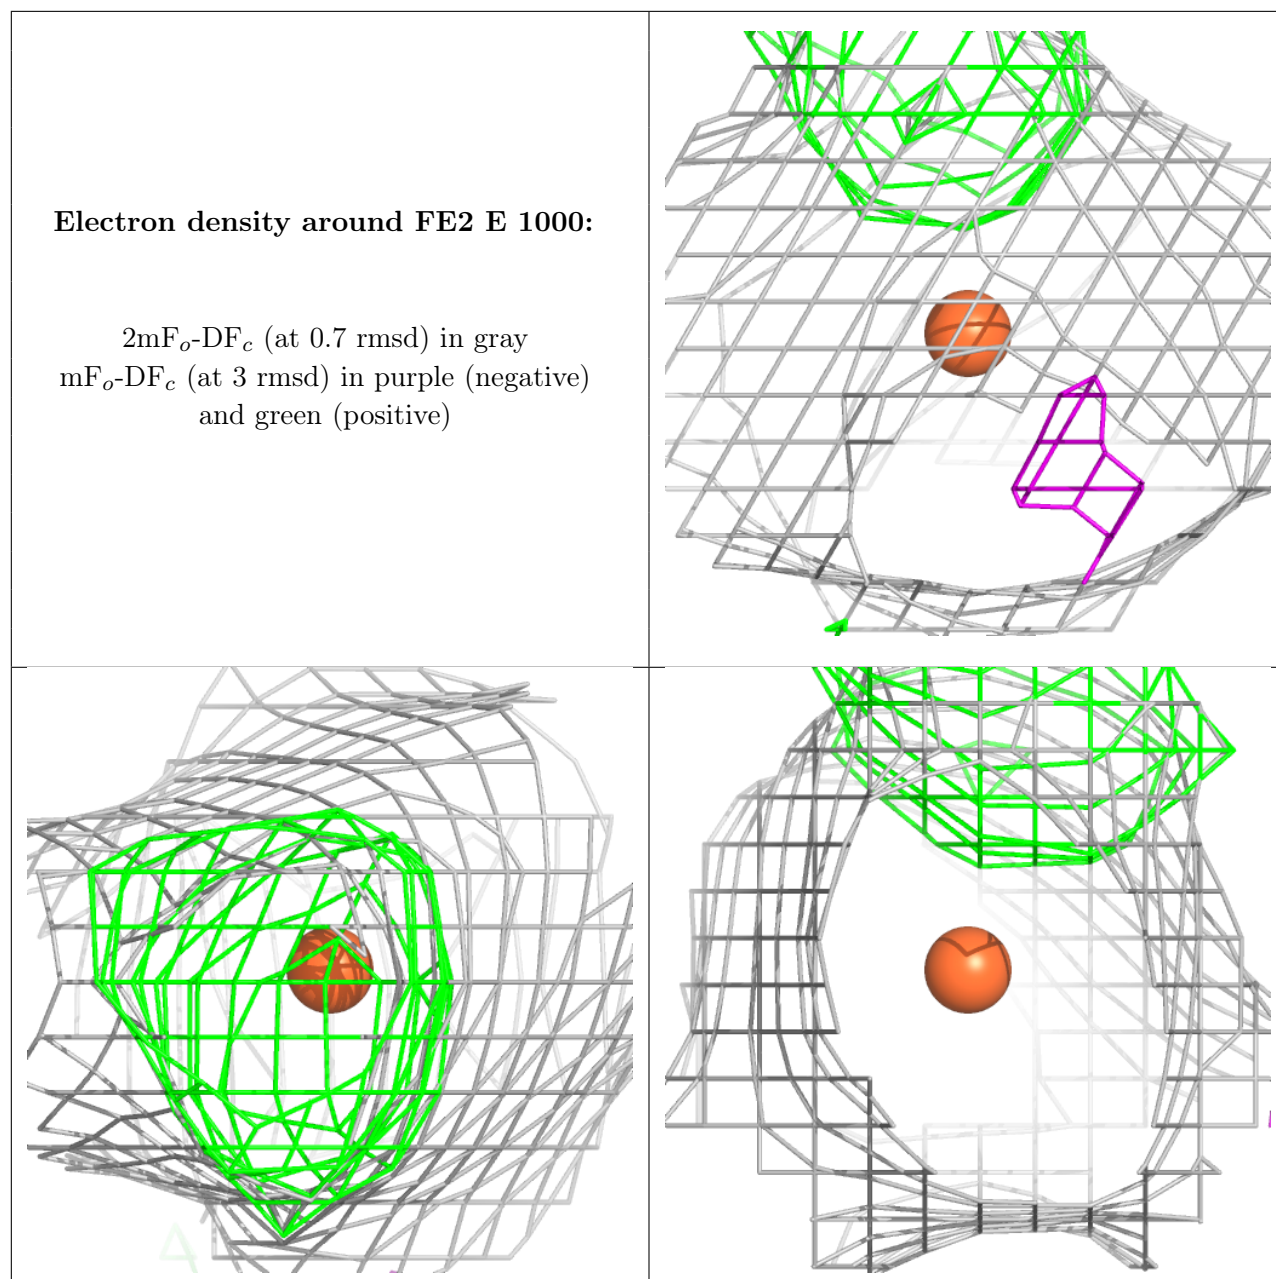 Electron density around FE2 E 1000:
2mFo-DFc (at 0.7 rmsd) in gray
mFo-DFc (at 3 rmsd) in purple (negative)
and green (positive)